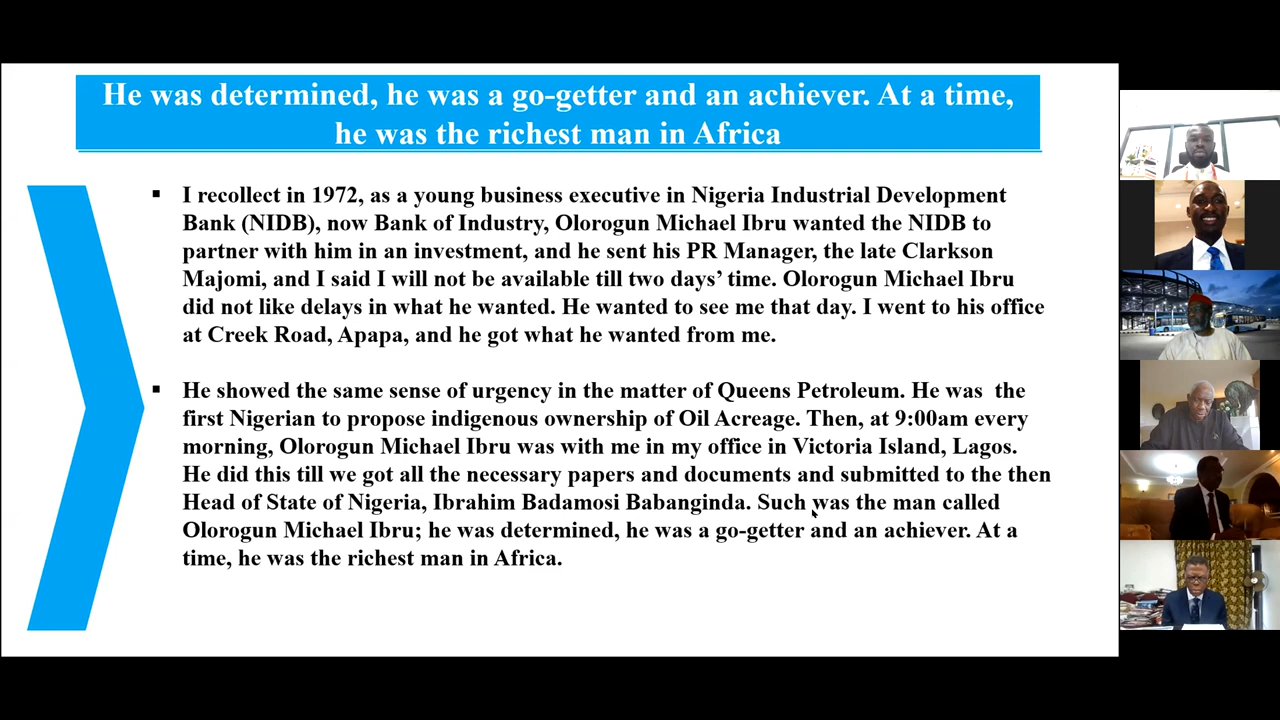 He was determined, he was a go-getter and an achiever. At a time,
he was the richest man in Africa
▪ I recollect in 1972, as a young business executive in Nigeria Industrial Development
Bank (NIDB), now Bank of Industry, Olorogun Michael Ibru wanted the NIDB to
partner with him in an investment, and he sent his PR Manager, the late Clarkson
Majomi, and I said I will not be available till two days’ time. Olorogun Michael Ibru
did not like delays in what he wanted. He wanted to see me that day. I went to his office
at Creek Road, Apapa, and he got what he wanted from me.
▪ He showed the same sense of urgency in the matter of Queens Petroleum. He was the
first Nigerian to propose indigenous ownership of Oil Acreage. Then, at 9:00am every
morning, Olorogun Michael Ibru was with me in my office in Victoria Island, Lagos.
He did this till we got all the necessary papers and documents and submitted to the then
Head of State of Nigeria, Ibrahim Badamosi Babanginda. Such was the man called
Olorogun Michael Ibru; he was determined, he was a go-getter and an achiever. At a
time, he was the richest man in Africa.